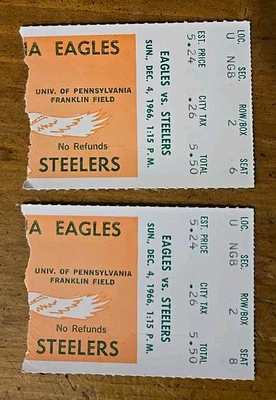 IA EAGLES
UNIV. OF PENNSYLVANIA
FRANKLIN FIELD
No Refunds
STEELERS
EAGLES vs. STEELERS
SUN., DEC. 4, 1966, 1:15 P. M.
EST. PRICE CITY TAX TOTAL
5.24 .26 5.50
LOC. ROW/BOX SEAT
U NGB 2 6
A EAGLES
UNIV. OF PENNSYLVANIA
FRANKLIN FIELD
No Refunds
STEELERS
EAGLES vs. STEELERS
SUN., DEC. 4, 1966, 1:15 P. M.
EST. PRICE CITY TAX TOTAL
5.24 .26 5.50
LOC. ROW/BOX SEAT
U NGB 2 8